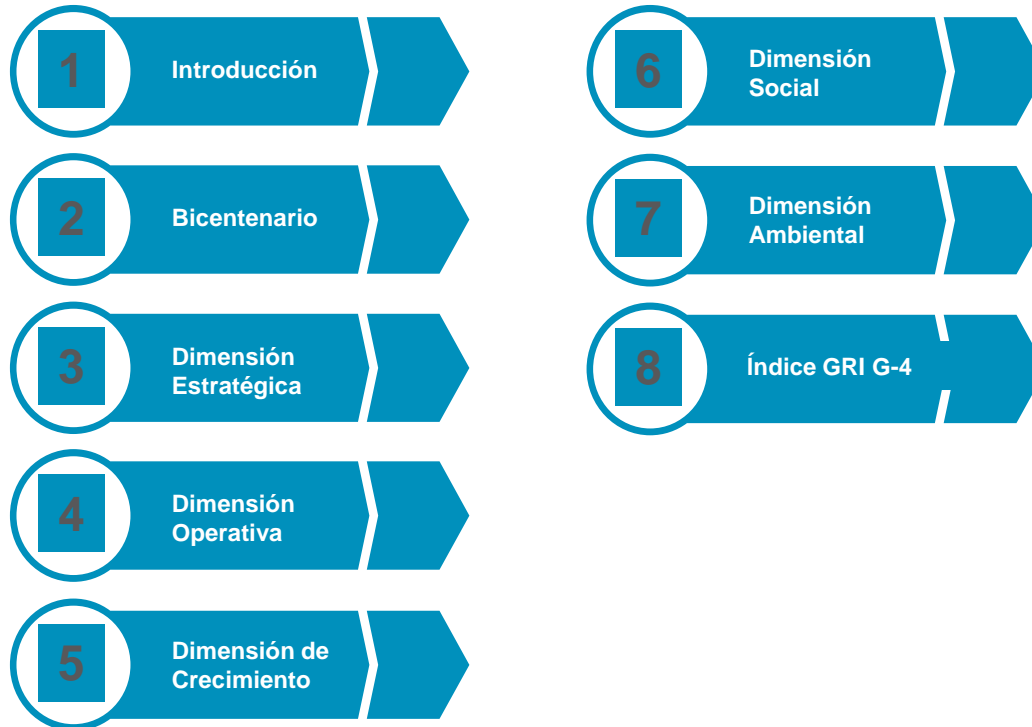 1
Introducción
2
Bicentenario
3
Dimensión
Estratégica
4
Dimensión
Operativa
5
Dimensión de
Crecimiento
6
Dimensión
Social
7
Dimensión
Ambiental
8
Índice GRI G-4